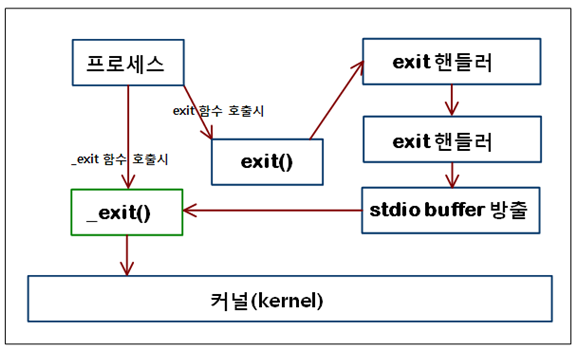 프로세스
exit 핸들러
exit 함수 호출시
exit 핸들러
exit()
_exit 함수 호출시
_exit()
stdio buffer 방출
커널(kernel)